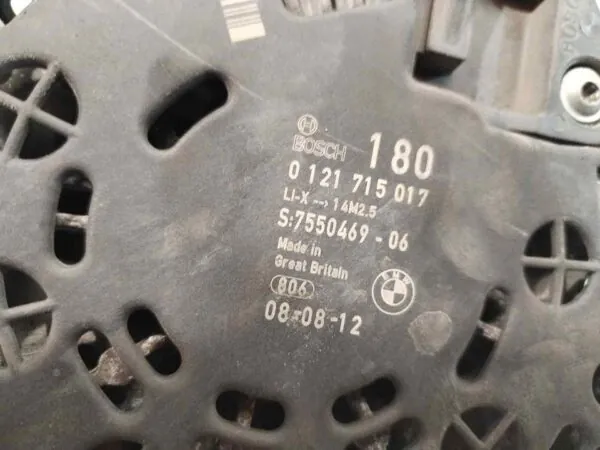 BOSCH 180
0 121 715 017
LI-X --> 14M2.5
S:7550469 - 06
Made in
Great Britain
806
08-08-12
BMW